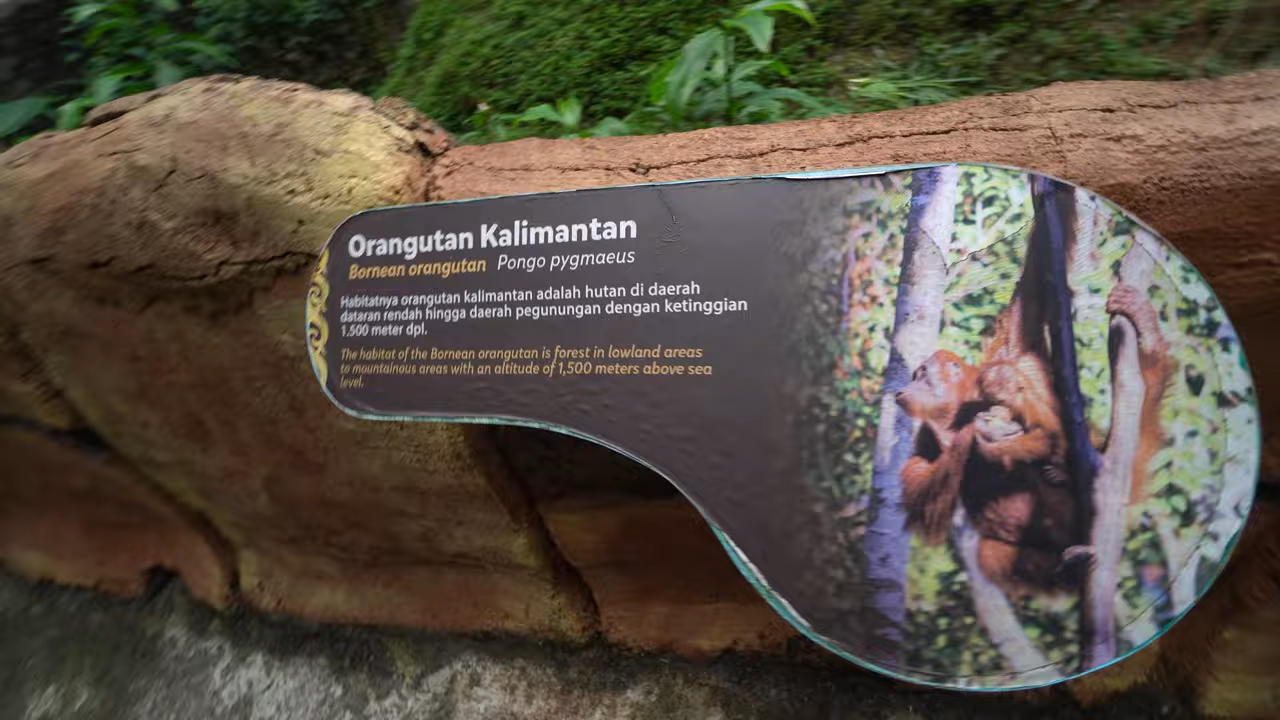 Orangutan Kalimantan
Bornean orangutan Pongo pygmaeus
Habitatnya orangutan kalimantan adalah hutan di daerah
dataran rendah hingga daerah pegunungan dengan ketinggian
1.500 meter dpl.
The habitat of the Bornean orangutan is forest in lowland areas
to mountainous areas with an altitude of 1,500 meters above sea
level.